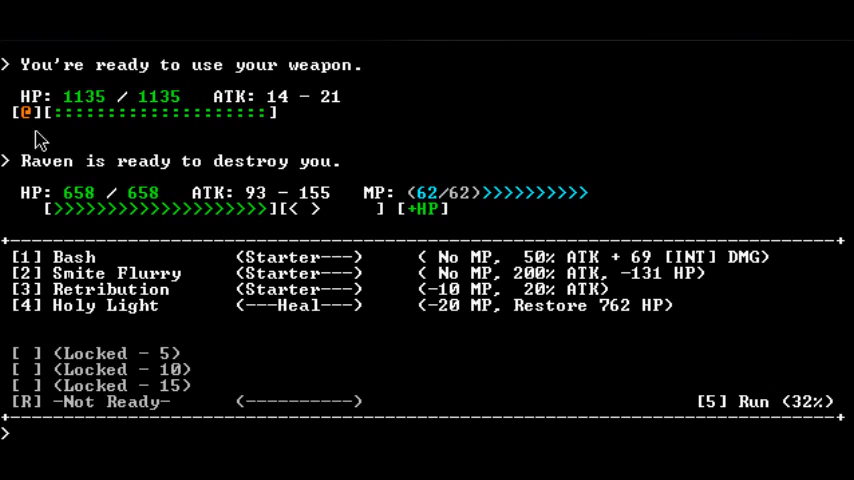 > You're ready to use your weapon.
HP: 1135 / 1135   ATK: 14 - 21
[@][::::::::::::::::::::]
> Raven is ready to destroy you.
HP: 658 / 658   ATK: 93 - 155   MP: (62/62)>>>>>>>>>>
[>>>>>>>>>>>>>>>>>>>>][< >      ] [+HP]
[1] Bash             (Starter---)      ( No MP,  50% ATK + 69 [INT] DMG)
[2] Smite Flurry     (Starter---)      ( No MP, 200% ATK, -131 HP)
[3] Retribution      (Starter---)      (-10 MP,  20% ATK)
[4] Holy Light       (---Heal---)      (-20 MP, Restore 762 HP)
[ ] (Locked - 5)
[ ] (Locked - 10)
[ ] (Locked - 15)
[R] -Not Ready-      (----------)                               [5] Run (32%)
>